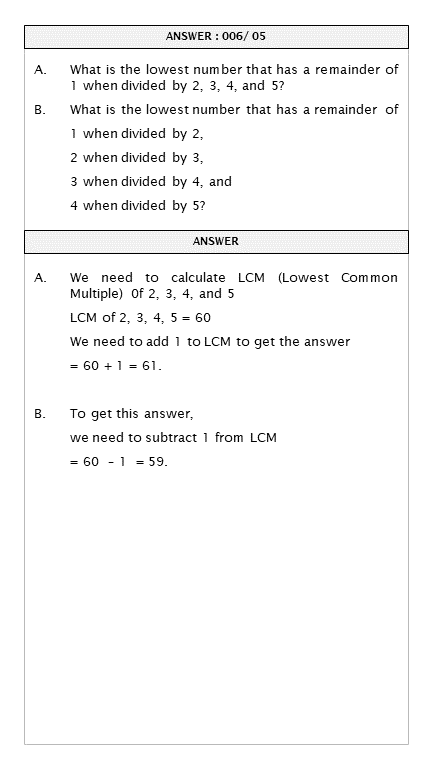 ANSWER : 006/ 05
A. What is the lowest number that has a remainder of
1 when divided by 2, 3, 4, and 5?
B. What is the lowest number that has a remainder of
1 when divided by 2,
2 when divided by 3,
3 when divided by 4, and
4 when divided by 5?
ANSWER
A. We need to calculate LCM (Lowest Common
Multiple) 0f 2, 3, 4, and 5
LCM of 2, 3, 4, 5 = 60
We need to add 1 to LCM to get the answer
= 60 + 1 = 61.
B. To get this answer,
we need to subtract 1 from LCM
= 60 – 1 = 59.